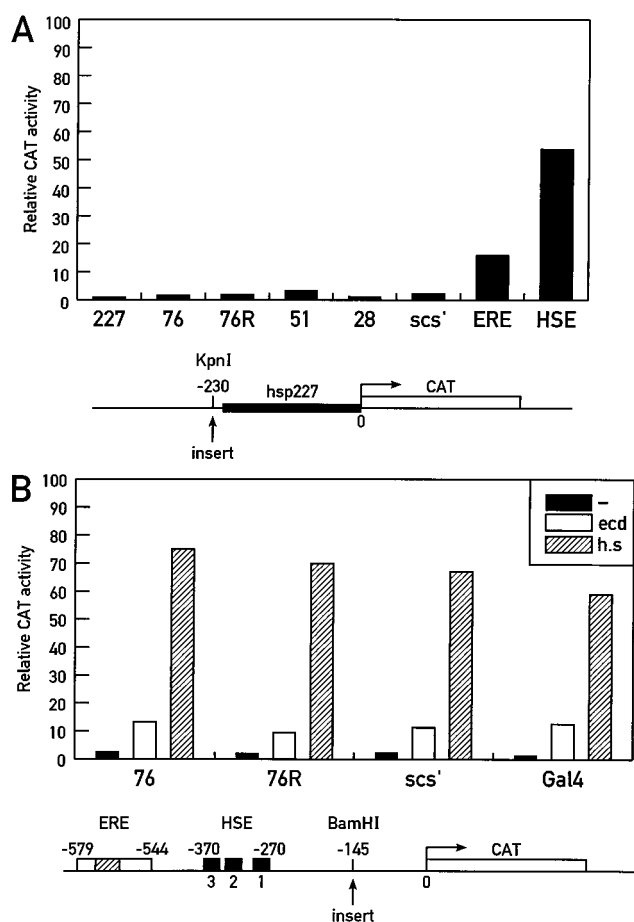 A
Relative CAT activity
100
90
80
70
60
50
40
30
20
10
0
227 76 76R 51 28 scs' ERE HSE
KpnI
-230 hsp227 CAT
0
insert
B
Relative CAT activity
100
90
80
70
60
50
40
30
20
10
0
–
ecd
h.s
76 76R scs' Gal4
ERE HSE BamHI
-579 -544 -370 -270 -145 CAT
3 2 1 0
insert